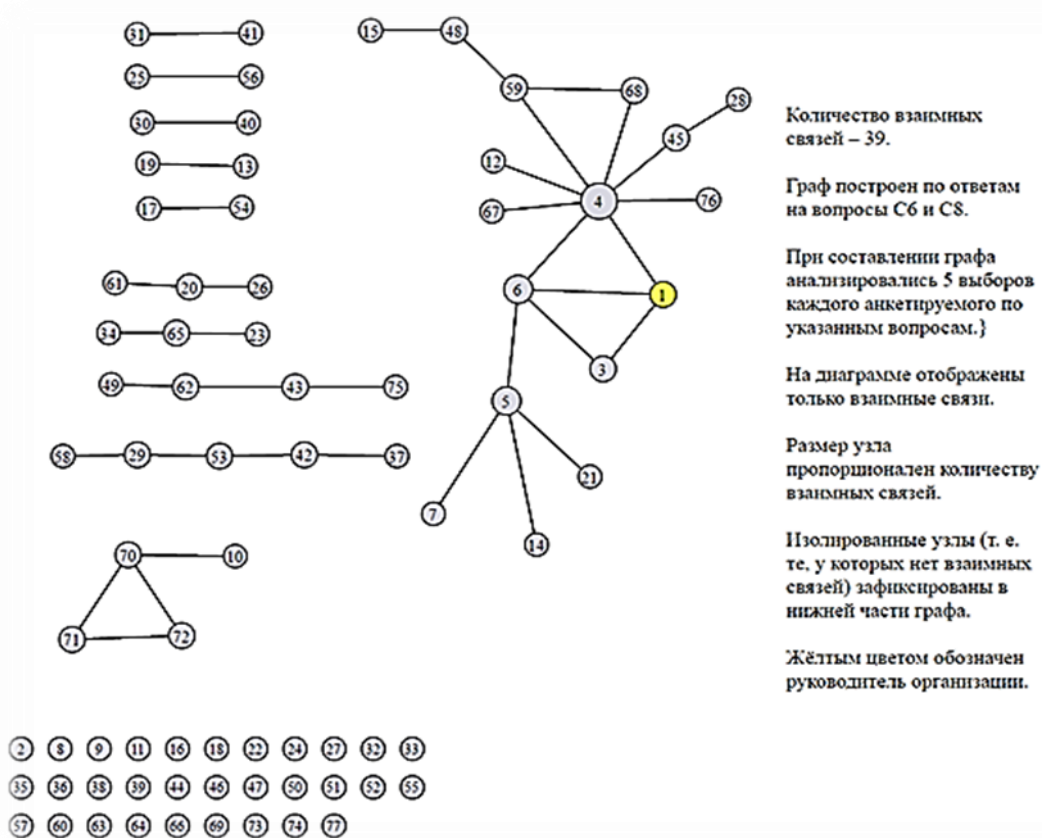 31 41
25 56
30 40
19 13
17 54
61 20 26
34 65 23
49 62 43 75
58 29 53 42 37
70 10
71 72
15 48
59 68
28
45
12
67 4 76
6 1
3
5
21
7
14
Количество взаимных
связей – 39.
Граф построен по ответам
на вопросы С6 и С8.
При составлении графа
анализировались 5 выборов
каждого анкетируемого по
указанным вопросам.}
На диаграмме отображены
только взаимные связи.
Размер узла
пропорционален количеству
взаимных связей.
Изолированные узлы (т. е.
те, у которых нет взаимных
связей) зафиксированы в
нижней части графа.
Жёлтым цветом обозначен
руководитель организации.
2 8 9 11 16 18 22 24 27 32 33
35 36 38 39 44 46 47 50 51 52 55
57 60 63 64 66 69 73 74 77